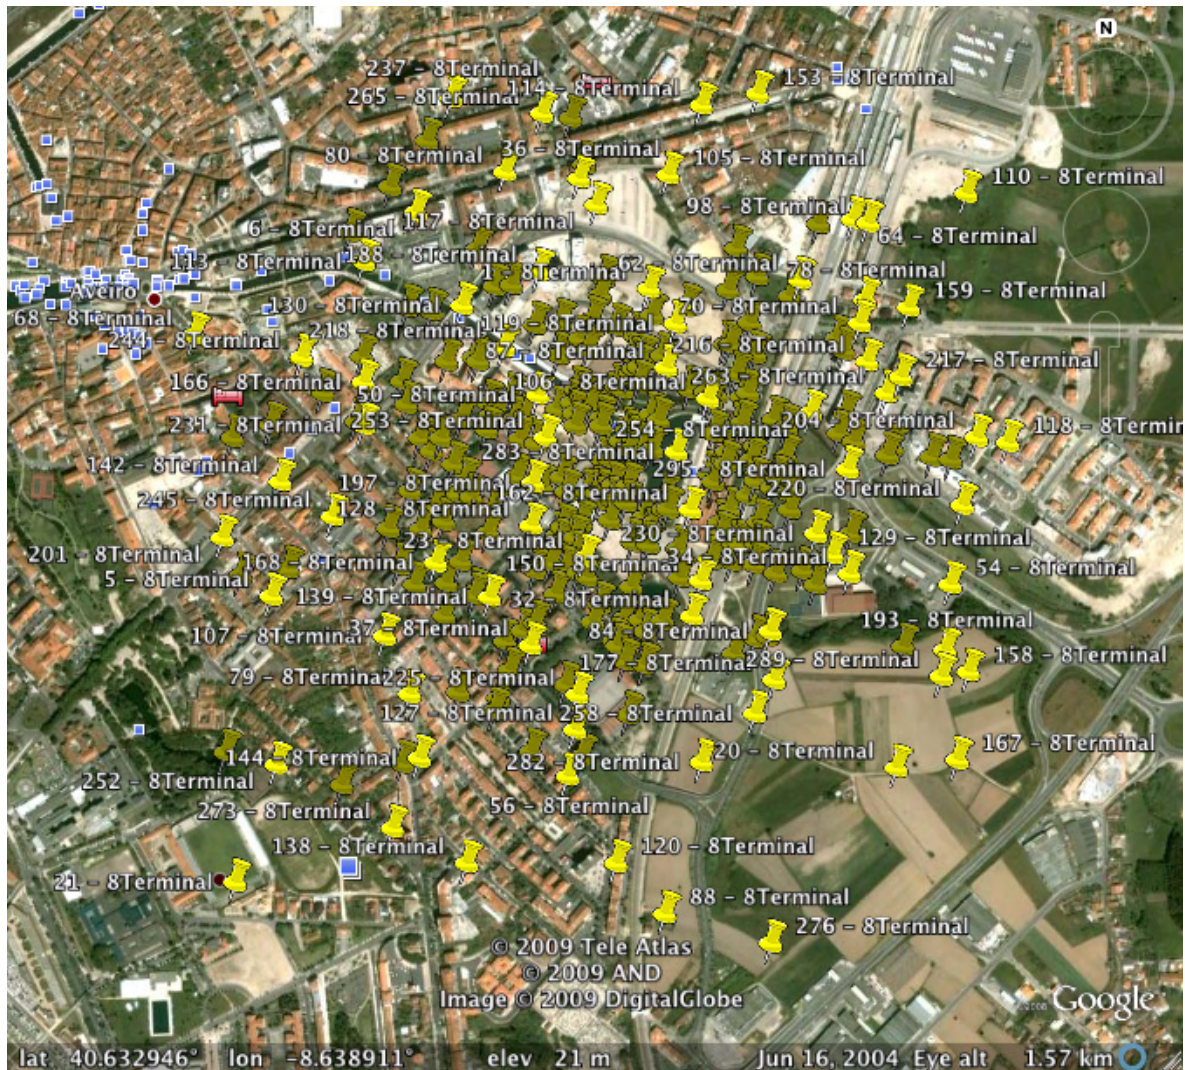 237 - 8Terminal
265 - 8Terminal
114 - 8Terminal
153 - 8Terminal
80 - 8Terminal
36 - 8Terminal
105 - 8Terminal
110 - 8Terminal
N
6 - 8Terminal
117 - 8Terminal
98 - 8Terminal
64 - 8Terminal
113 - 8Terminal
188 - 8Terminal
1 - 8Terminal
62 - 8Terminal
78 - 8Terminal
Aveiro
159 - 8Terminal
68 - 8Terminal
130 - 8Terminal
70 - 8Terminal
244 - 8Terminal
218 - 8Terminal
119 - 8Terminal
87 - 8Terminal
216 - 8Terminal
217 - 8Terminal
166 - 8Terminal
50 - 8Terminal
106 - 8Terminal
263 - 8Terminal
231 - 8Terminal
253 - 8Terminal
254 - 8Terminal
204 - 8Terminal
118 - 8Termin
142 - 8Terminal
283 - 8Terminal
295 - 8Terminal
245 - 8Terminal
197 - 8Terminal
162 - 8Terminal
220 - 8Terminal
128 - 8Terminal
201 - 8Terminal
23 - 8Terminal
230 - 8Terminal
129 - 8Terminal
5 - 8Terminal
168 - 8Terminal
150 - 8Terminal
34 - 8Terminal
54 - 8Terminal
139 - 8Terminal
32 - 8Terminal
107 - 8Terminal
37 - 8Terminal
84 - 8Terminal
193 - 8Terminal
79 - 8Terminal
225 - 8Terminal
177 - 8Terminal
289 - 8Terminal
158 - 8Terminal
127 - 8Terminal
258 - 8Terminal
252 - 8Terminal
144 - 8Terminal
282 - 8Terminal
20 - 8Terminal
167 - 8Terminal
273 - 8Terminal
56 - 8Terminal
138 - 8Terminal
120 - 8Terminal
21 - 8Terminal
88 - 8Terminal
276 - 8Terminal
© 2009 Tele Atlas
© 2009 AND
Image © 2009 DigitalGlobe
Google
lat 40.632946° lon -8.638911° elev 21 m Jun 16, 2004 Eye alt 1.57 km